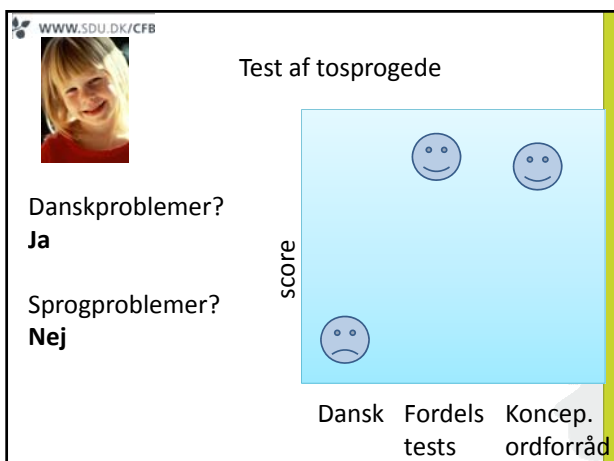 WWW.SDU.DK/CFB
Test af tosprogede
Danskproblemer?
Ja
Sprogproblemer?
Nej
score
Dansk Fordels Koncep.
tests ordforråd